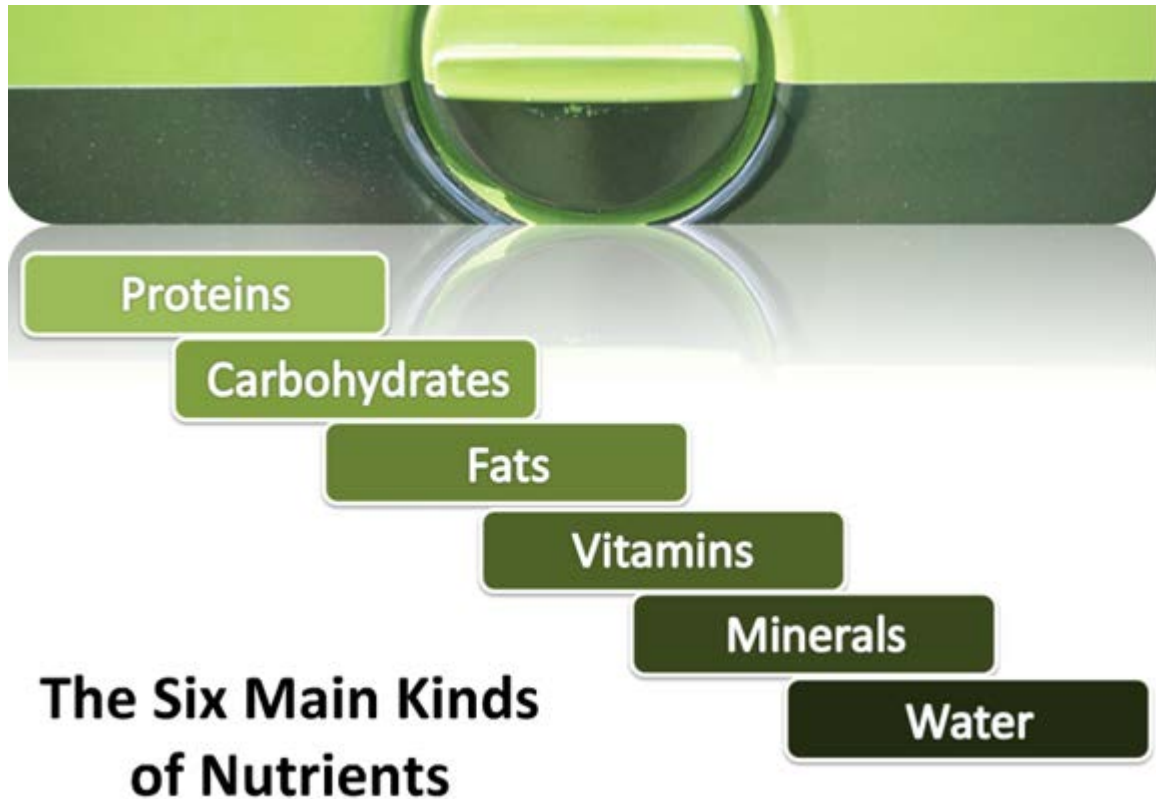 Proteins
Carbohydrates
Fats
Vitamins
Minerals
Water
The Six Main Kinds
of Nutrients